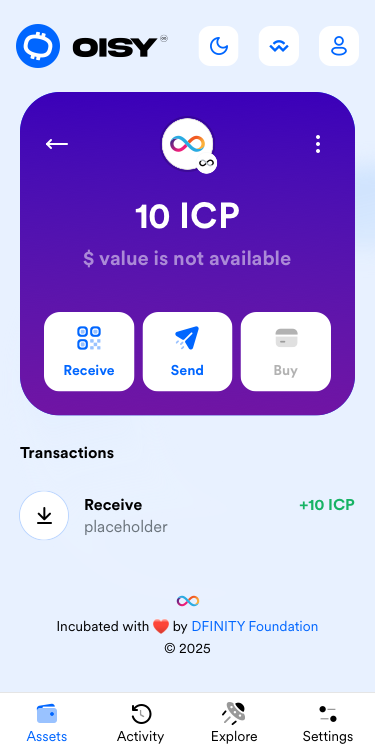 OISY
10 ICP
$ value is not available
Receive
Send
Buy
Transactions
Receive
+10 ICP
placeholder
Incubated with ❤️ by DFINITY Foundation
© 2025
Assets
Activity
Explore
Settings